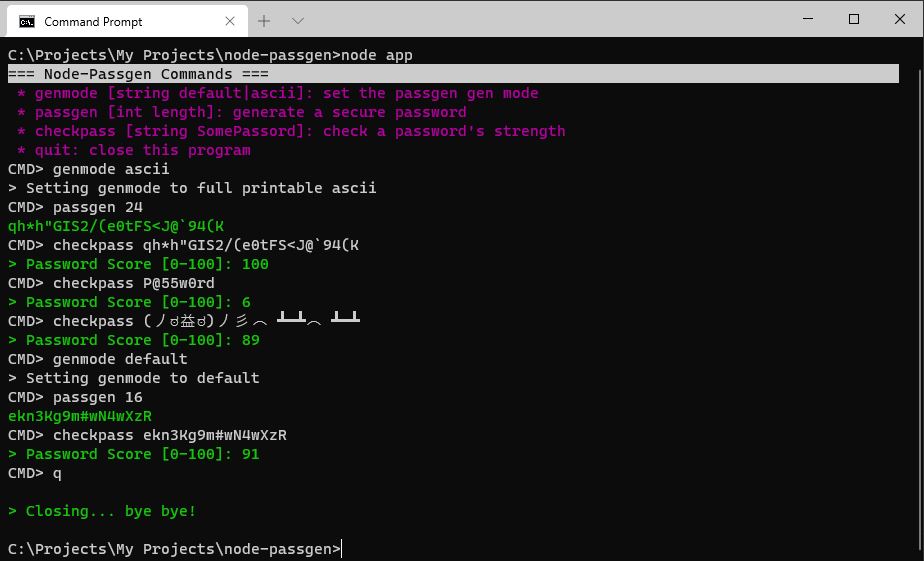 Command Prompt
C:\Projects\My Projects\node-passgen>node app
=== Node-Passgen Commands ===
* genmode [string default|ascii]: set the passgen gen mode
* passgen [int length]: generate a secure password
* checkpass [string SomePassord]: check a password's strength
* quit: close this program
CMD> genmode ascii
> Setting genmode to full printable ascii
CMD> passgen 24
qh*h"GIS2/(e0tFS<J@`94(K
CMD> checkpass qh*h"GIS2/(e0tFS<J@`94(K
> Password Score [0-100]: 100
CMD> checkpass P@55w0rd
> Password Score [0-100]: 6
CMD> checkpass (ノಠ益ಠ)ノ彡︵ ┻━┻︵ ┻━┻
> Password Score [0-100]: 89
CMD> genmode default
> Setting genmode to default
CMD> passgen 16
ekn3Kg9m#wN4wXzR
CMD> checkpass ekn3Kg9m#wN4wXzR
> Password Score [0-100]: 91
CMD> q
> Closing... bye bye!
C:\Projects\My Projects\node-passgen>